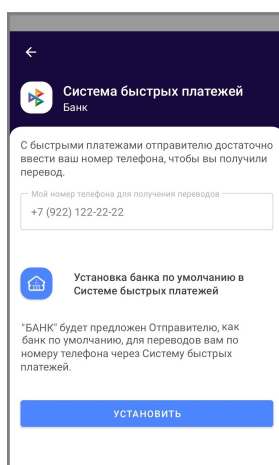 Система быстрых платежей
Банк
С быстрыми платежами отправителю достаточно
ввести ваш номер телефона, чтобы вы получили
перевод.
Мой номер телефона для получения переводов
+7 (922) 122-22-22
Установка банка по умолчанию в
Системе быстрых платежей
"БАНК" будет предложен Отправителю, как
банк по умолчанию, для переводов вам по
номеру телефона через Систему быстрых
платежей.
УСТАНОВИТЬ